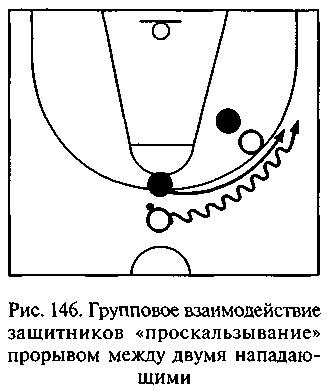 Рис. 146. Групповое взаимодействие
защитников «проскальзывание»
прорывом между двумя нападаю-
щими